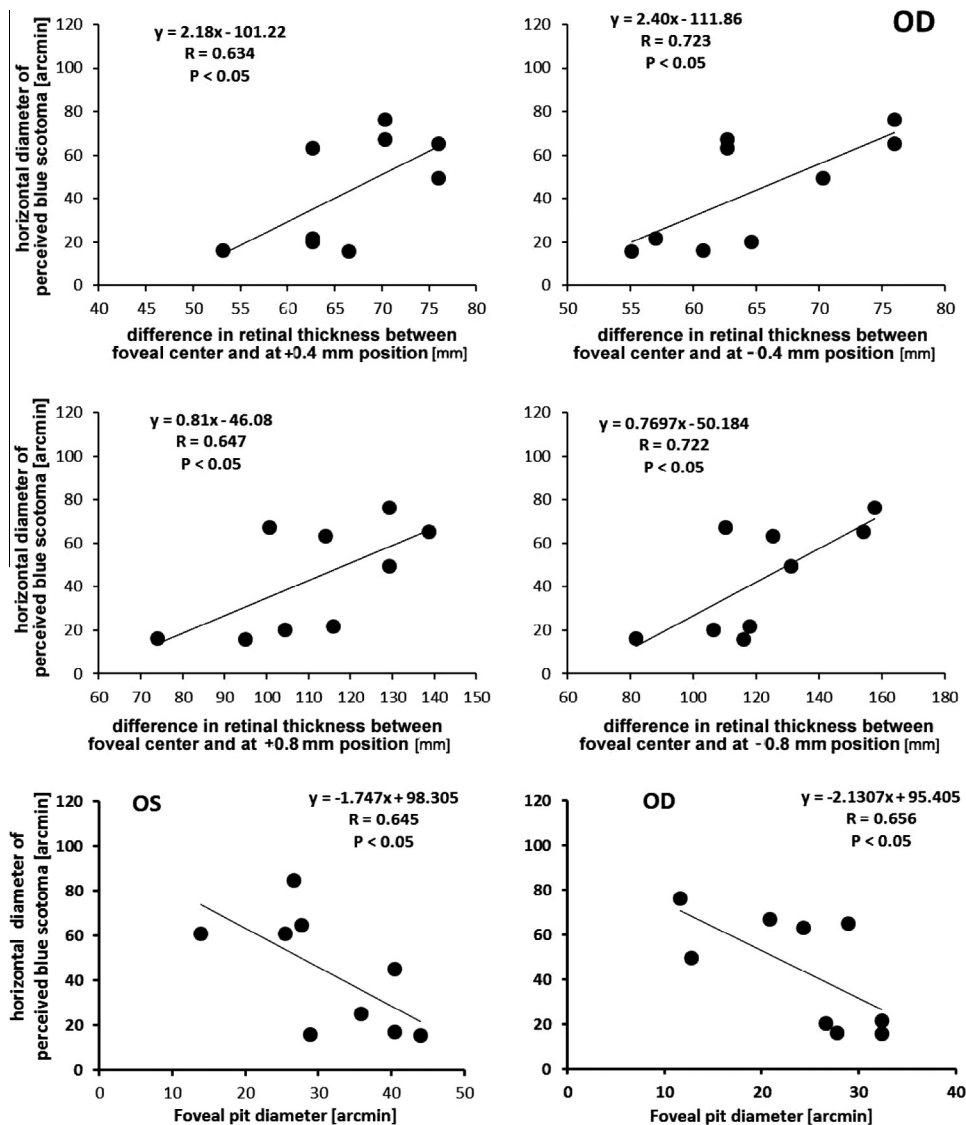 y = 2.18x - 101.22
R = 0.634
P < 0.05
120
100
80
60
40
20
0
40 45 50 55 60 65 70 75 80
horizontal diameter of
perceived blue scotoma [arcmin]
difference in retinal thickness between
foveal center and at +0.4 mm position [mm]
OD
y = 2.40x - 111.86
R = 0.723
P < 0.05
120
100
80
60
40
20
0
50 55 60 65 70 75 80
difference in retinal thickness between
foveal center and at - 0.4 mm position [mm]
y = 0.81x - 46.08
R = 0.647
P < 0.05
120
100
80
60
40
20
0
60 70 80 90 100 110 120 130 140 150
horizontal diameter of
perceived blue scotoma [arcmin]
difference in retinal thickness between
foveal center and at +0.8 mm position [mm]
y = 0.7697x - 50.184
R = 0.722
P < 0.05
120
100
80
60
40
20
0
60 80 100 120 140 160 180
difference in retinal thickness between
foveal center and at - 0.8 mm position [mm]
OS
y = -1.747x + 98.305
R = 0.645
P < 0.05
120
100
80
60
40
20
0
0 10 20 30 40 50
horizontal diameter of
perceived blue scotoma [arcmin]
Foveal pit diameter [arcmin]
OD
y = -2.1307x + 95.405
R = 0.656
P < 0.05
120
100
80
60
40
20
0
0 10 20 30 40
Foveal pit diameter [arcmin]